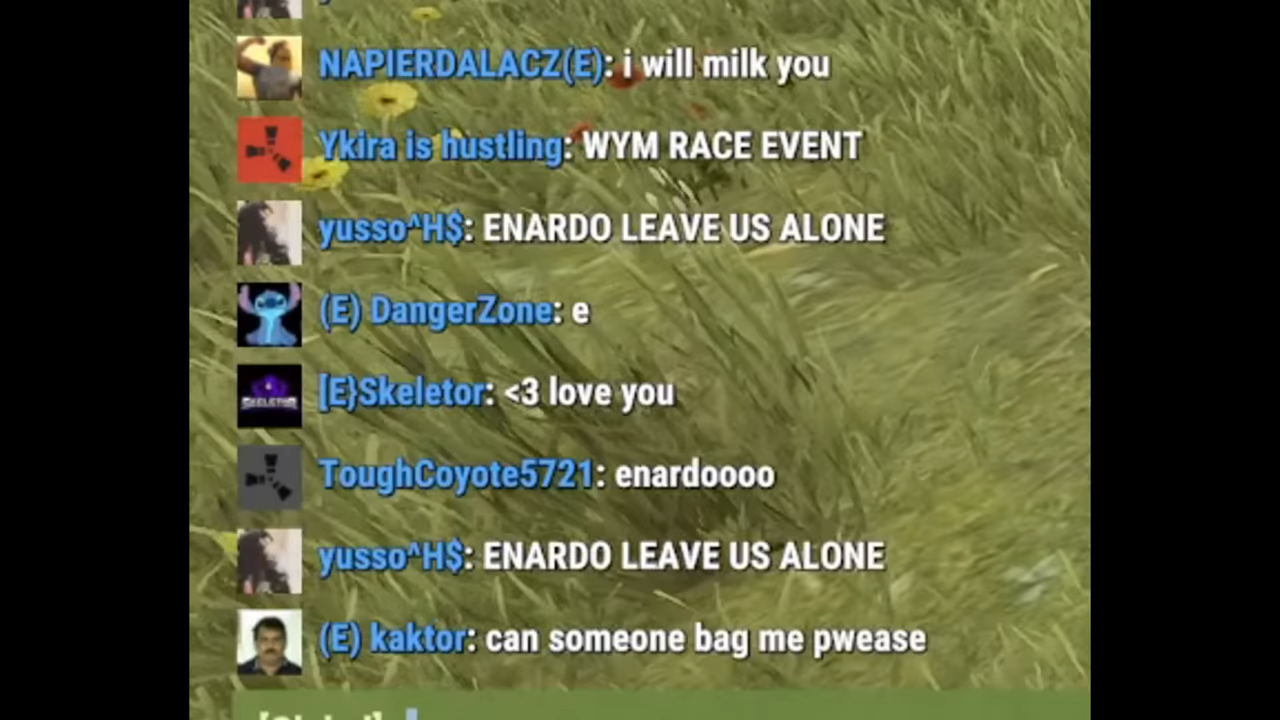 NAPIERDALACZ(E): i will milk you
Ykira is hustling: WYM RACE EVENT
yusso^H$: ENARDO LEAVE US ALONE
(E) DangerZone: e
[E}Skeletor: <3 love you
SKELETOR
ToughCoyote5721: enardoooo
yusso^H$: ENARDO LEAVE US ALONE
(E) kaktor: can someone bag me pwease